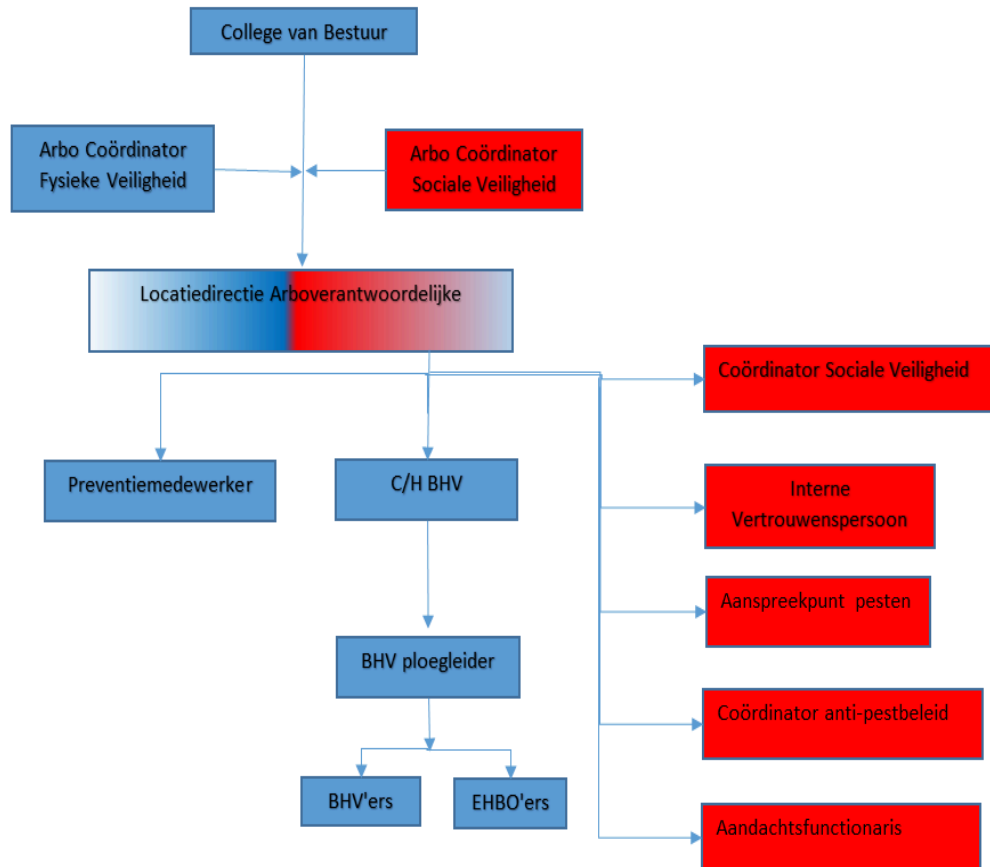 College van Bestuur
Arbo Coördinator
Fysieke Veiligheid
Arbo Coördinator
Sociale Veiligheid
Locatiedirectie Arboverantwoordelijke
Coördinator Sociale Veiligheid
Preventiemedewerker
C/H BHV
Interne
Vertrouwenspersoon
Aanspreekpunt pesten
BHV ploegleider
Coördinator anti-pestbeleid
BHV'ers
EHBO'ers
Aandachtsfunctionaris